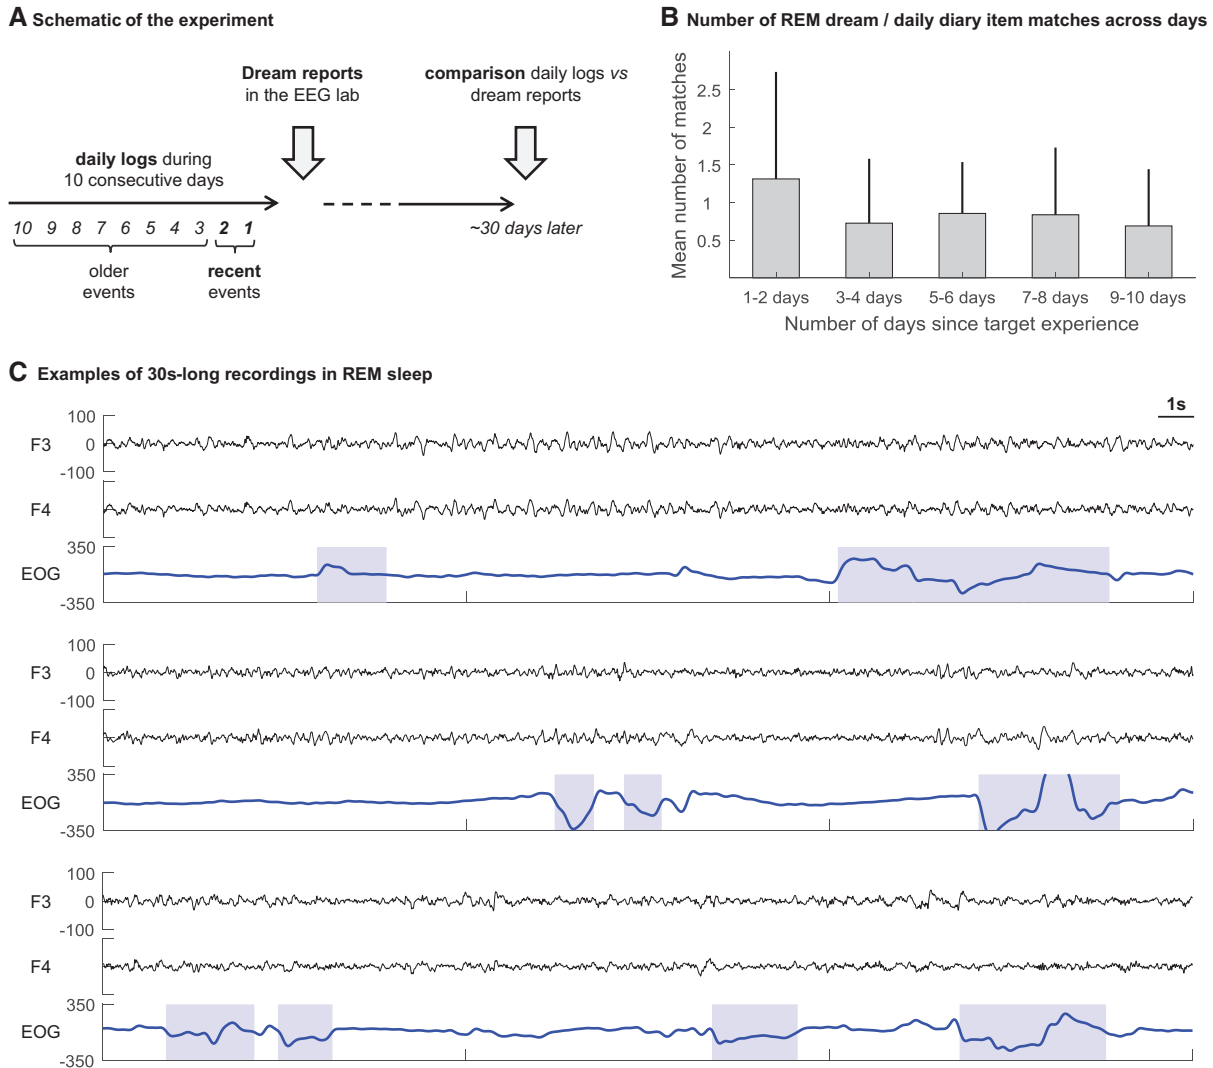 A Schematic of the experiment
Dream reports
in the EEG lab
comparison daily logs vs
dream reports
daily logs during
10 consecutive days
10 9 8 7 6 5 4 3 2 1
~30 days later
older
events
recent
events
B Number of REM dream / daily diary item matches across days
Mean number of matches
2.5
2
1.5
1
0.5
1-2 days 3-4 days 5-6 days 7-8 days 9-10 days
Number of days since target experience
C Examples of 30s-long recordings in REM sleep
1s
100
F3 0
-100
F4
350
EOG
-350
100
F3 0
-100
F4
350
EOG
-350
100
F3 0
-100
F4
350
EOG
-350